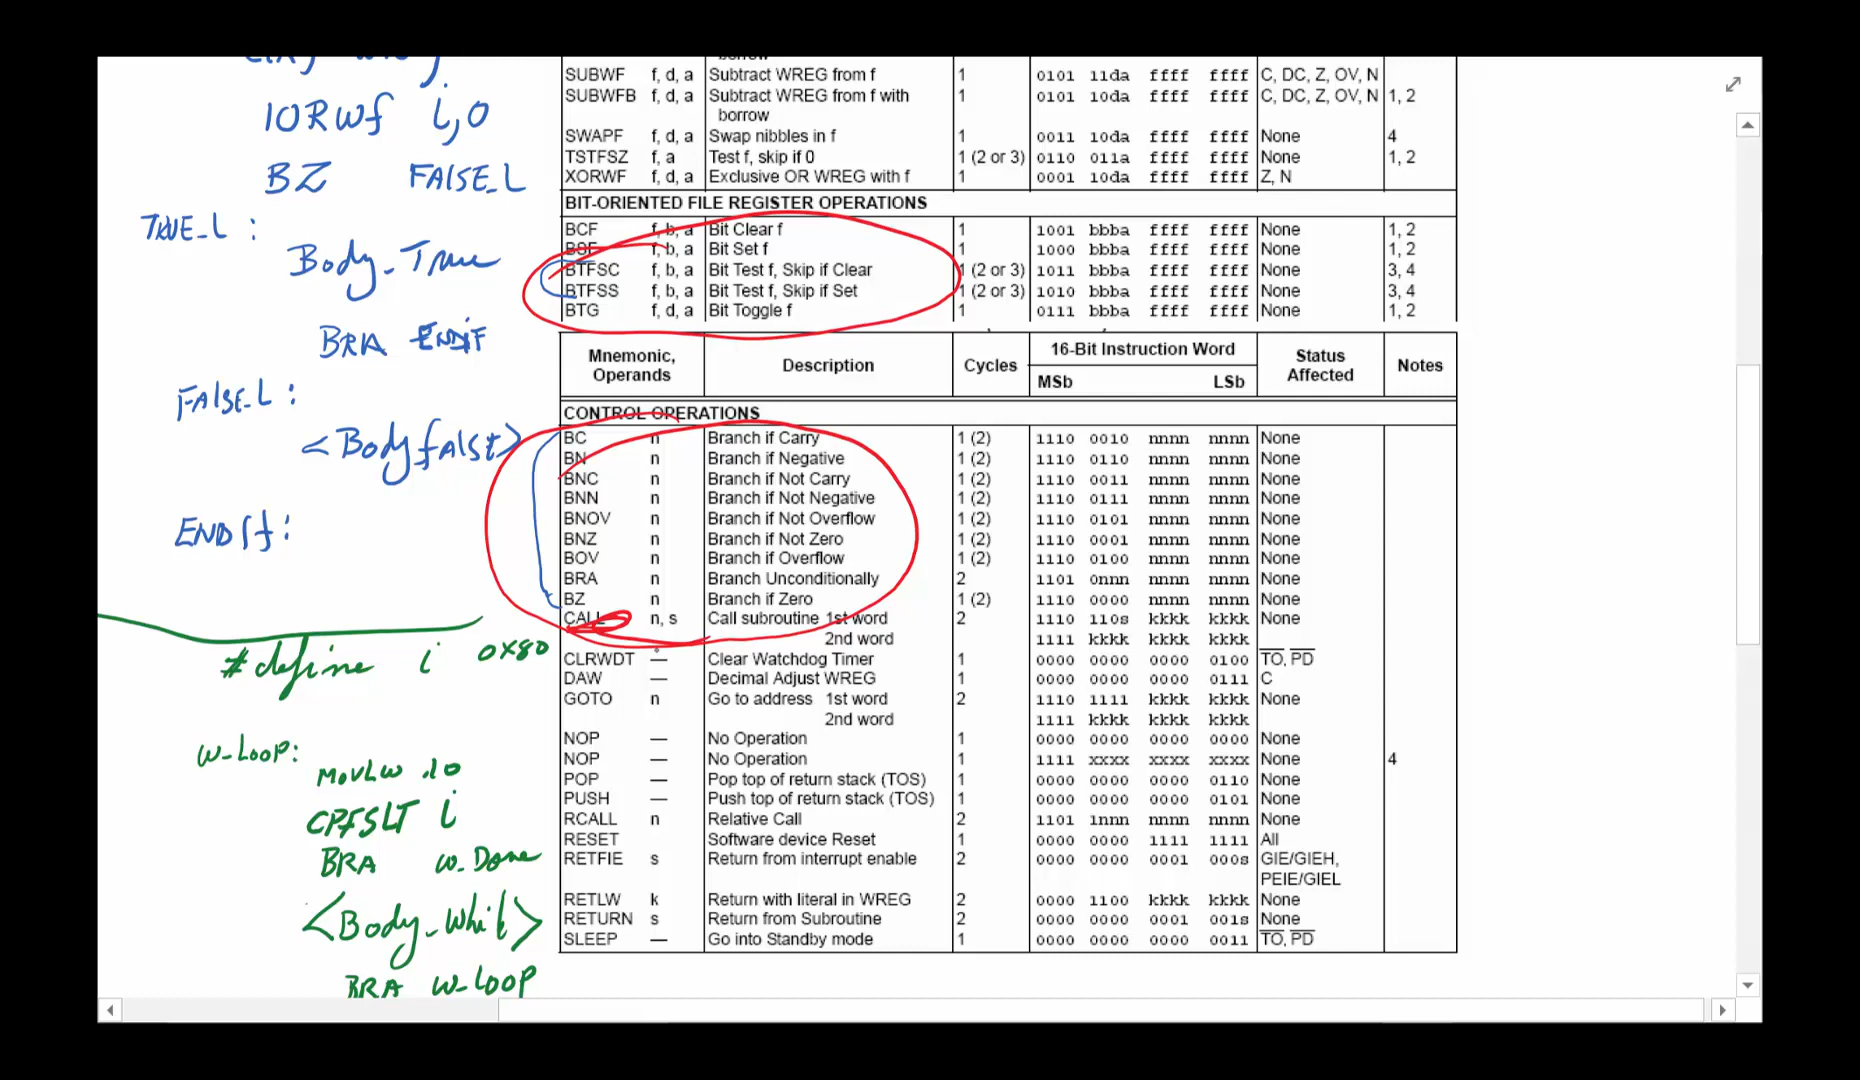 IORWf i,0
BZ FAlSE_L
TRUE_L :
Body_True
BRA ENDIF
FAlSE_L :
<Bodyfalse>
ENDIf :
#define i 0x80
W-LOOP:
MOVLW .10
CPFSLT i
BRA W_Done
<Body_While>
BRA W-LOOP
borrow
SUBWF f, d, a Subtract WREG from f 1 0101 11da ffff ffff C, DC, Z, OV, N
SUBWFB f, d, a Subtract WREG from f with 1 0101 10da ffff ffff C, DC, Z, OV, N 1, 2
borrow
SWAPF f, d, a Swap nibbles in f 1 0011 10da ffff ffff None 4
TSTFSZ f, a Test f, skip if 0 1 (2 or 3) 0110 011a ffff ffff None 1, 2
XORWF f, d, a Exclusive OR WREG with f 1 0001 10da ffff ffff Z, N
BIT-ORIENTED FILE REGISTER OPERATIONS
BCF f, b, a Bit Clear f 1 1001 bbba ffff ffff None 1, 2
BSF f, b, a Bit Set f 1 1000 bbba ffff ffff None 1, 2
BTFSC f, b, a Bit Test f, Skip if Clear 1 (2 or 3) 1011 bbba ffff ffff None 3, 4
BTFSS f, b, a Bit Test f, Skip if Set 1 (2 or 3) 1010 bbba ffff ffff None 3, 4
BTG f, d, a Bit Toggle f 1 0111 bbba ffff ffff None 1, 2
Mnemonic, Operands Description Cycles 16-Bit Instruction Word Status Affected Notes
MSb LSb
CONTROL OPERATIONS
BC n Branch if Carry 1 (2) 1110 0010 nnnn nnnn None
BN n Branch if Negative 1 (2) 1110 0110 nnnn nnnn None
BNC n Branch if Not Carry 1 (2) 1110 0011 nnnn nnnn None
BNN n Branch if Not Negative 1 (2) 1110 0111 nnnn nnnn None
BNOV n Branch if Not Overflow 1 (2) 1110 0101 nnnn nnnn None
BNZ n Branch if Not Zero 1 (2) 1110 0001 nnnn nnnn None
BOV n Branch if Overflow 1 (2) 1110 0100 nnnn nnnn None
BRA n Branch Unconditionally 2 1101 0nnn nnnn nnnn None
BZ n Branch if Zero 1 (2) 1110 0000 nnnn nnnn None
CALL n, s Call subroutine 1st word 2 1110 110s kkkk kkkk None
2nd word 1111 kkkk kkkk kkkk
CLRWDT — Clear Watchdog Timer 1 0000 0000 0000 0100 TO, PD
DAW — Decimal Adjust WREG 1 0000 0000 0000 0111 C
GOTO n Go to address 1st word 2 1110 1111 kkkk kkkk None
2nd word 1111 kkkk kkkk kkkk
NOP — No Operation 1 0000 0000 0000 0000 None
NOP — No Operation 1 1111 xxxx xxxx xxxx None 4
POP — Pop top of return stack (TOS) 1 0000 0000 0000 0110 None
PUSH — Push top of return stack (TOS) 1 0000 0000 0000 0101 None
RCALL n Relative Call 2 1101 1nnn nnnn nnnn None
RESET Software device Reset 1 0000 0000 1111 1111 All
RETFIE s Return from interrupt enable 2 0000 0000 0001 000s GIE/GIEH,
PEIE/GIEL
RETLW k Return with literal in WREG 2 0000 1100 kkkk kkkk None
RETURN s Return from Subroutine 2 0000 0000 0001 001s None
SLEEP — Go into Standby mode 1 0000 0000 0000 0011 TO, PD